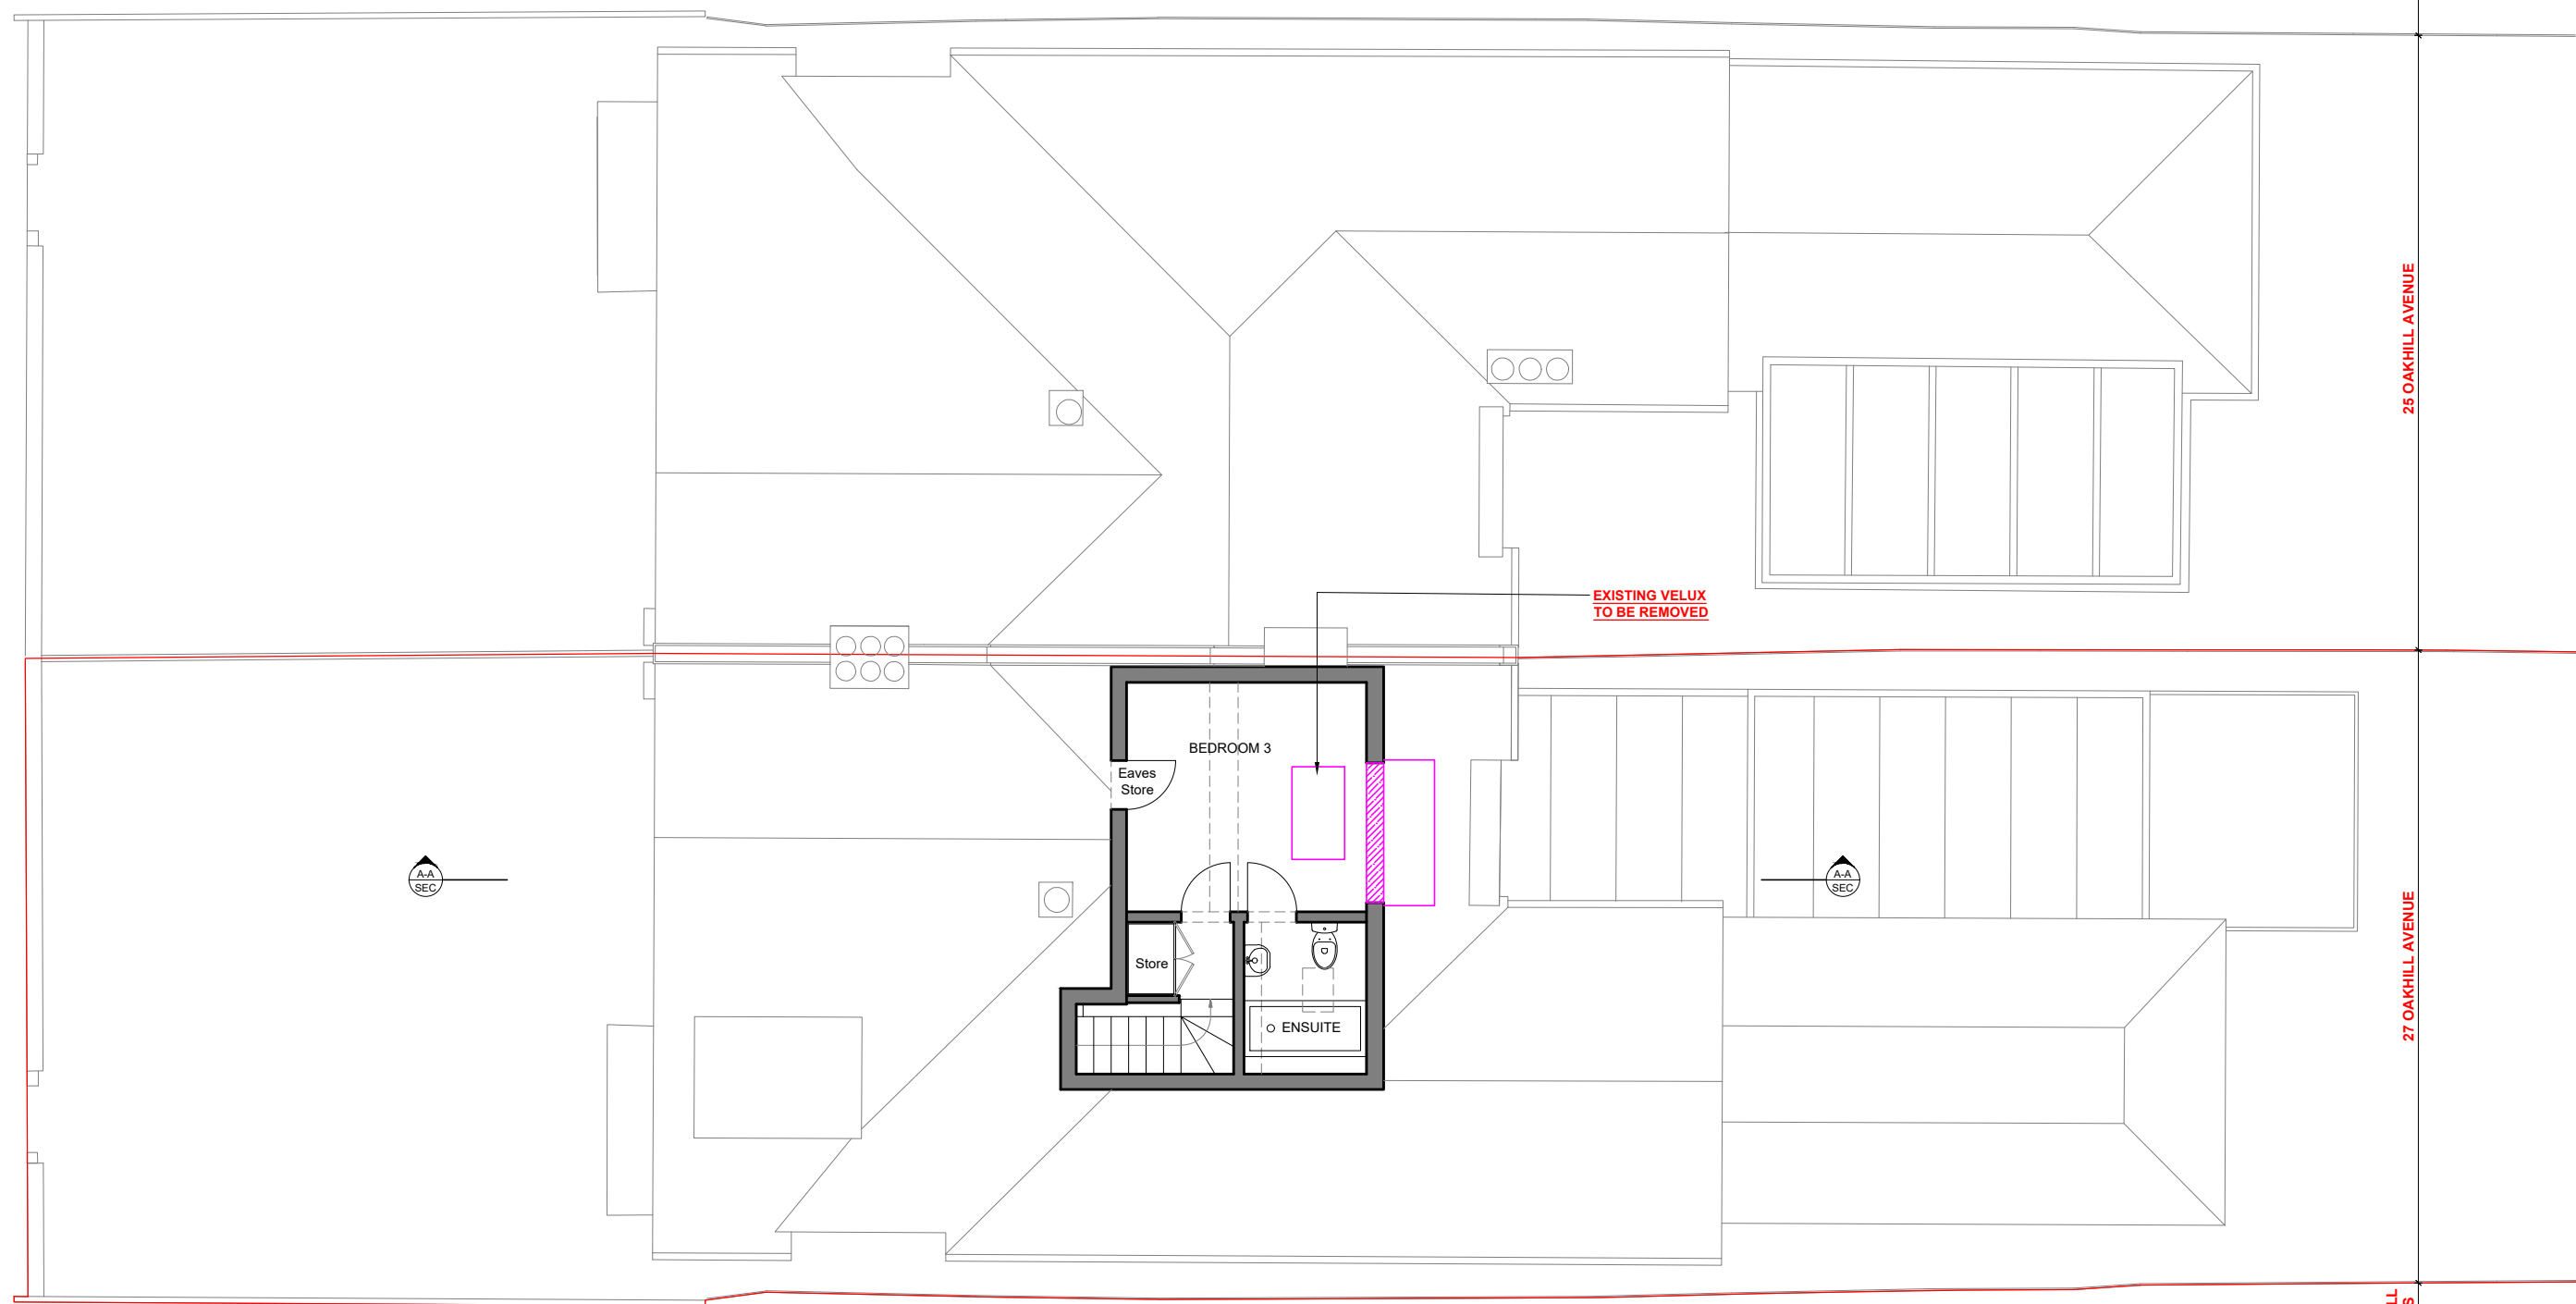 25 OAKHILL AVENUE
EXISTING VELUX
TO BE REMOVED
BEDROOM 3
Eaves
Store
A-A
SEC
A-A
SEC
Store
ENSUITE
27 OAKHILL AVENUE